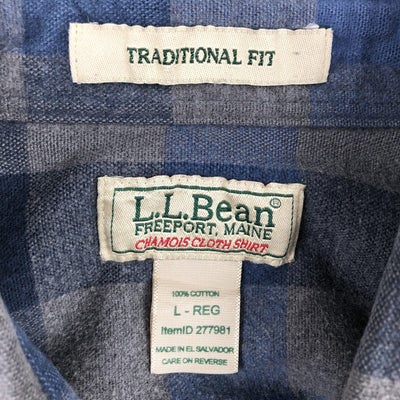 TRADITIONAL FIT
L.L.Bean®
FREEPORT, MAINE
CHAMOIS CLOTH SHIRT
100% COTTON
L - REG
ItemID 277981
MADE IN EL SALVADOR
CARE ON REVERSE